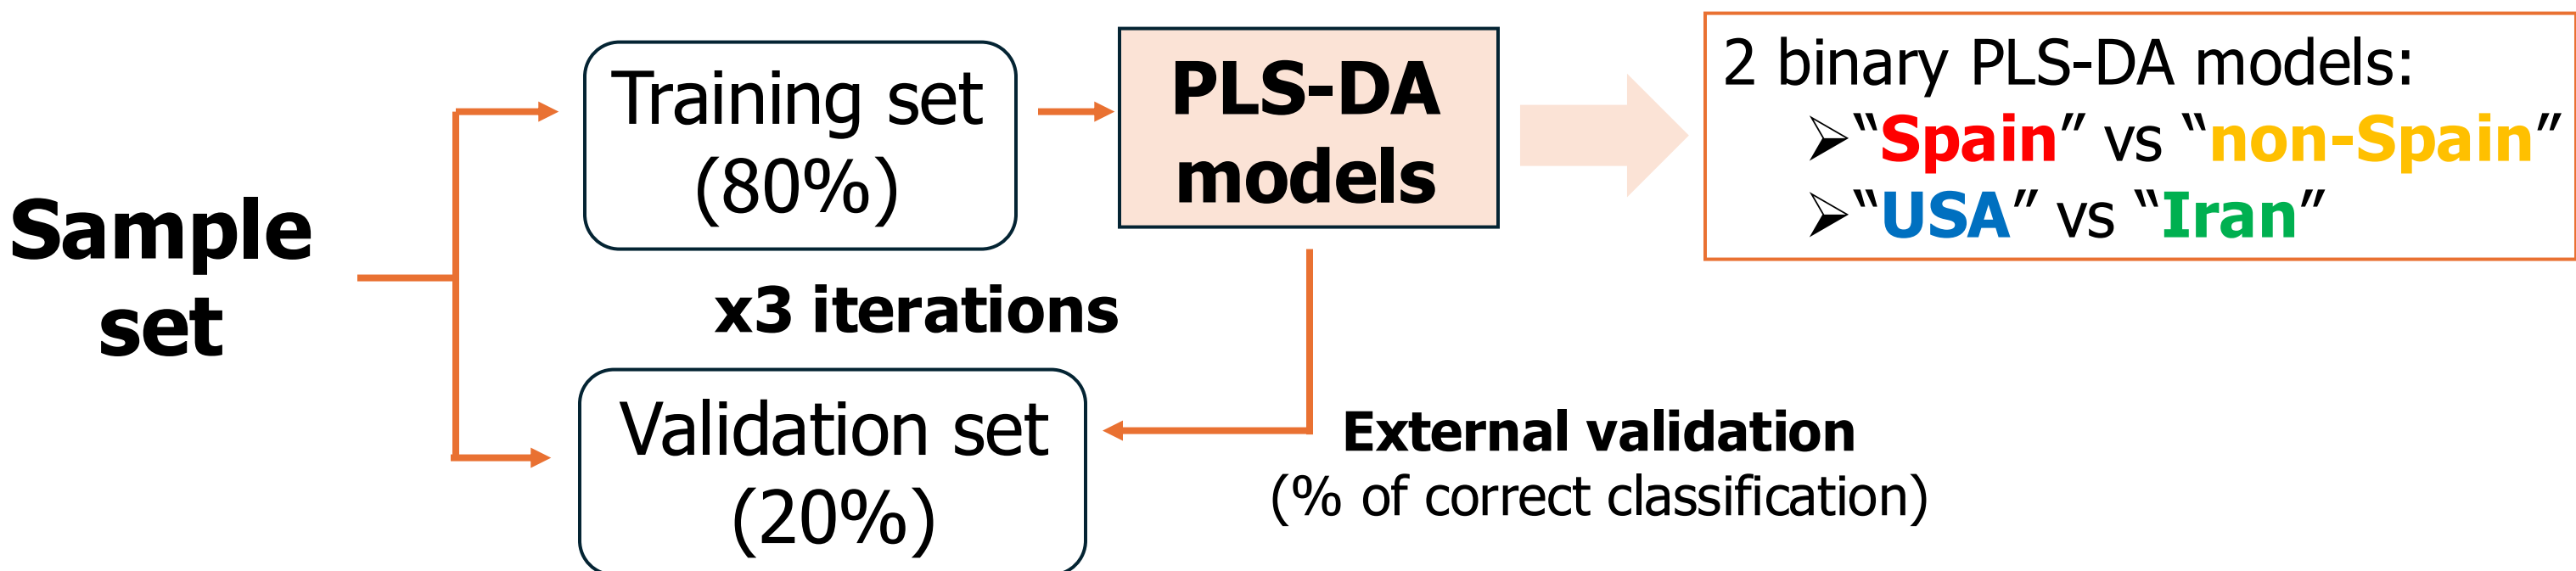 Sample
set
Training set
(80%)
x3 iterations
Validation set
(20%)
PLS-DA
models
External validation
(% of correct classification)
2 binary PLS-DA models:
➢“Spain” vs “non-Spain”
➢“USA” vs “Iran”